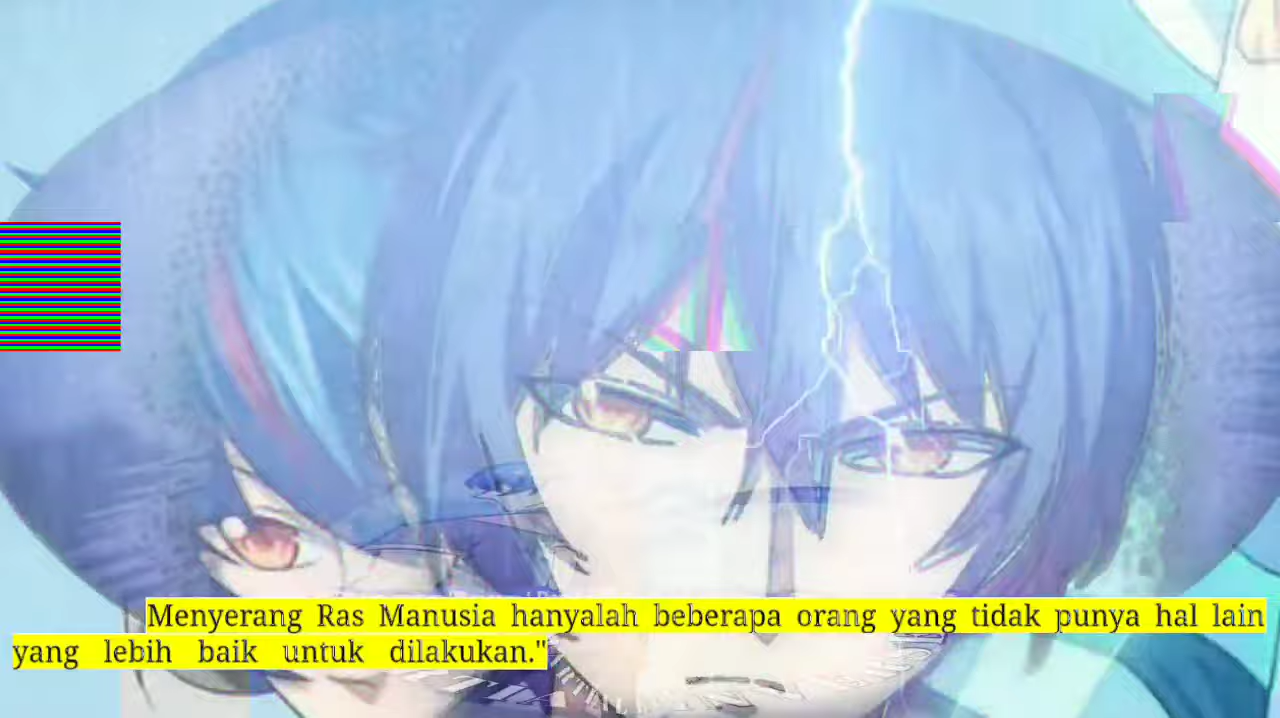 Menyerang Ras Manusia hanyalah beberapa orang yang tidak punya hal lain
yang lebih baik untuk dilakukan."